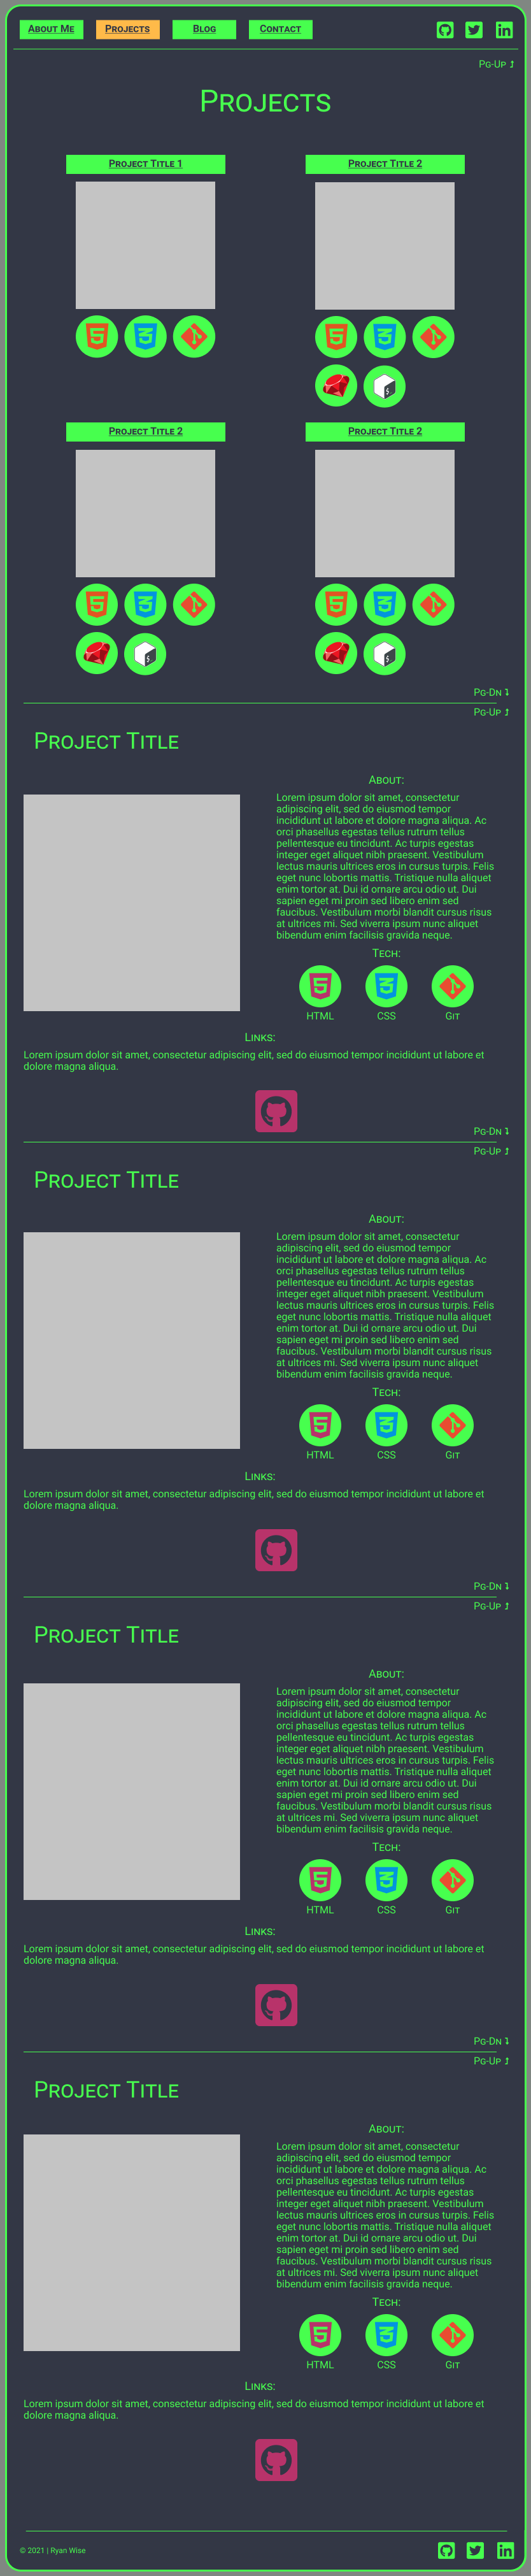 About Me Projects Blog Contact
Pg-Up ⤴
Projects
Project Title 1 Project Title 2
Project Title 2 Project Title 2
Pg-Dn ⤵
Pg-Up ⤴
Project Title
About:
Lorem ipsum dolor sit amet, consectetur
adipiscing elit, sed do eiusmod tempor
incididunt ut labore et dolore magna aliqua. Ac
orci phasellus egestas tellus rutrum tellus
pellentesque eu tincidunt. Ac turpis egestas
integer eget aliquet nibh praesent. Vestibulum
lectus mauris ultrices eros in cursus turpis. Felis
eget nunc lobortis mattis. Tristique nulla aliquet
enim tortor at. Dui id ornare arcu odio ut. Dui
sapien eget mi proin sed libero enim sed
faucibus. Vestibulum morbi blandit cursus risus
at ultrices mi. Sed viverra ipsum nunc aliquet
bibendum enim facilisis gravida neque.
Tech:
HTML CSS Git
Links:
Lorem ipsum dolor sit amet, consectetur adipiscing elit, sed do eiusmod tempor incididunt ut labore et
dolore magna aliqua.
Pg-Dn ⤵
Pg-Up ⤴
Project Title
About:
Lorem ipsum dolor sit amet, consectetur
adipiscing elit, sed do eiusmod tempor
incididunt ut labore et dolore magna aliqua. Ac
orci phasellus egestas tellus rutrum tellus
pellentesque eu tincidunt. Ac turpis egestas
integer eget aliquet nibh praesent. Vestibulum
lectus mauris ultrices eros in cursus turpis. Felis
eget nunc lobortis mattis. Tristique nulla aliquet
enim tortor at. Dui id ornare arcu odio ut. Dui
sapien eget mi proin sed libero enim sed
faucibus. Vestibulum morbi blandit cursus risus
at ultrices mi. Sed viverra ipsum nunc aliquet
bibendum enim facilisis gravida neque.
Tech:
HTML CSS Git
Links:
Lorem ipsum dolor sit amet, consectetur adipiscing elit, sed do eiusmod tempor incididunt ut labore et
dolore magna aliqua.
Pg-Dn ⤵
Pg-Up ⤴
Project Title
About:
Lorem ipsum dolor sit amet, consectetur
adipiscing elit, sed do eiusmod tempor
incididunt ut labore et dolore magna aliqua. Ac
orci phasellus egestas tellus rutrum tellus
pellentesque eu tincidunt. Ac turpis egestas
integer eget aliquet nibh praesent. Vestibulum
lectus mauris ultrices eros in cursus turpis. Felis
eget nunc lobortis mattis. Tristique nulla aliquet
enim tortor at. Dui id ornare arcu odio ut. Dui
sapien eget mi proin sed libero enim sed
faucibus. Vestibulum morbi blandit cursus risus
at ultrices mi. Sed viverra ipsum nunc aliquet
bibendum enim facilisis gravida neque.
Tech:
HTML CSS Git
Links:
Lorem ipsum dolor sit amet, consectetur adipiscing elit, sed do eiusmod tempor incididunt ut labore et
dolore magna aliqua.
Pg-Dn ⤵
Pg-Up ⤴
Project Title
About:
Lorem ipsum dolor sit amet, consectetur
adipiscing elit, sed do eiusmod tempor
incididunt ut labore et dolore magna aliqua. Ac
orci phasellus egestas tellus rutrum tellus
pellentesque eu tincidunt. Ac turpis egestas
integer eget aliquet nibh praesent. Vestibulum
lectus mauris ultrices eros in cursus turpis. Felis
eget nunc lobortis mattis. Tristique nulla aliquet
enim tortor at. Dui id ornare arcu odio ut. Dui
sapien eget mi proin sed libero enim sed
faucibus. Vestibulum morbi blandit cursus risus
at ultrices mi. Sed viverra ipsum nunc aliquet
bibendum enim facilisis gravida neque.
Tech:
HTML CSS Git
Links:
Lorem ipsum dolor sit amet, consectetur adipiscing elit, sed do eiusmod tempor incididunt ut labore et
dolore magna aliqua.
© 2021 | Ryan Wise